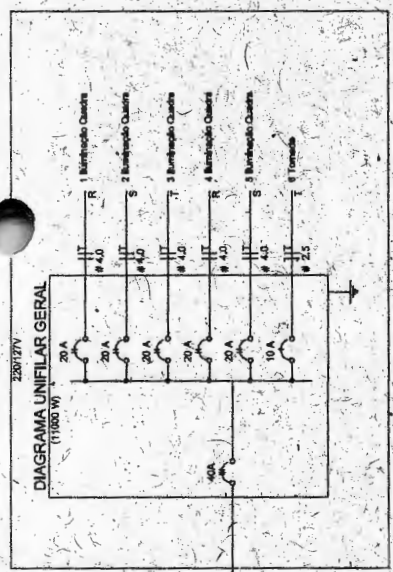 220/127V
DIAGRAMA UNIFILAR GERAL
(11000 W)
40A
20 A
# 4.0
T
1 Iluminação Quadra
R
20 A
# 4.0
T
2 Iluminação Quadra
S
20 A
# 4.0
T
3 Iluminação Quadra
T
20 A
# 4.0
T
4 Iluminação Quadra
R
20 A
# 4.0
T
5 Iluminação Quadra
S
10 A
# 2.5
T
6 Tomada
T